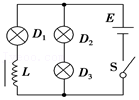 D₁ D₂ E
L D₃ S